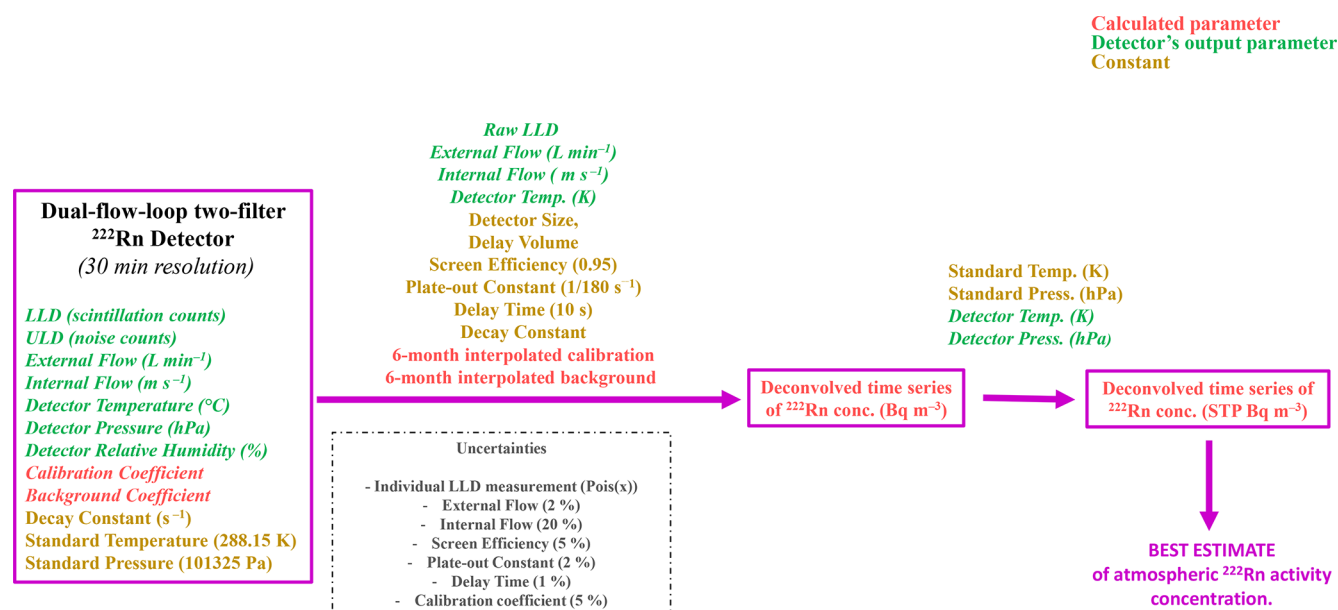 Calculated parameter
Detector’s output parameter
Constant
Dual-flow-loop two-filter
²²²Rn Detector
(30 min resolution)
LLD (scintillation counts)
ULD (noise counts)
External Flow (L min⁻¹)
Internal Flow (m s⁻¹)
Detector Temperature (°C)
Detector Pressure (hPa)
Detector Relative Humidity (%)
Calibration Coefficient
Background Coefficient
Decay Constant (s⁻¹)
Standard Temperature (288.15 K)
Standard Pressure (101325 Pa)
Raw LLD
External Flow (L min⁻¹)
Internal Flow ( m s⁻¹)
Detector Temp. (K)
Detector Size,
Delay Volume
Screen Efficiency (0.95)
Plate-out Constant (1/180 s⁻¹)
Delay Time (10 s)
Decay Constant
6-month interpolated calibration
6-month interpolated background
Uncertainties
- Individual LLD measurement (Pois(x))
- External Flow (2 %)
- Internal Flow (20 %)
- Screen Efficiency (5 %)
- Plate-out Constant (2 %)
- Delay Time (1 %)
- Calibration coefficient (5 %)
Deconvolved time series
of ²²²Rn conc. (Bq m⁻³)
Standard Temp. (K)
Standard Press. (hPa)
Detector Temp. (K)
Detector Press. (hPa)
Deconvolved time series of
²²²Rn conc. (STP Bq m⁻³)
BEST ESTIMATE
of atmospheric ²²²Rn activity
concentration.